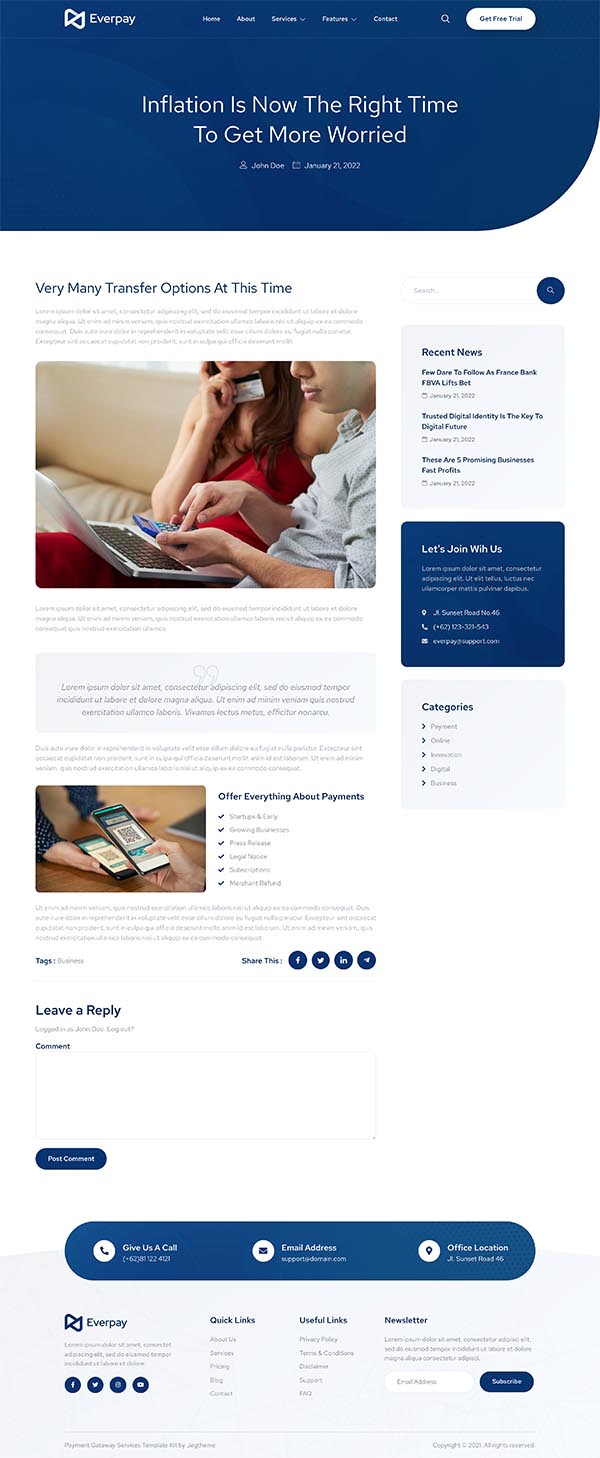 Everpay
Home
About
Services
Features
Contact
Get Free Trial
Inflation Is Now The Right Time
To Get More Worried
John Doe
January 21, 2022
Very Many Transfer Options At This Time
Lorem ipsum dolor sit amet, consectetur adipiscing elit, sed do eiusmod tempor incididunt ut labore et dolore
magna aliqua. Ut enim ad minim veniam, quis nostrud exercitation ullamco laboris nisi ut aliquip ex ea commodo
consequat. Duis aute irure dolor in reprehenderit in voluptate velit esse cillum dolore eu fugiat nulla pariatur.
Excepteur sint occaecat cupidatat non proident, sunt in culpa qui officia deserunt mollit.
Lorem ipsum dolor sit amet, consectetur adipiscing elit, sed do eiusmod tempor incididunt ut labore et dolore
magna aliqua. Ut enim ad minim veniam, quis nostrud exercitation ullamco laboris nisi ut aliquip ex ea commodo
consequat quis nostrud exercitation ullamco.
Lorem ipsum dolor sit amet, consectetur adipiscing elit, sed do eiusmod tempor
incididunt ut labore et dolore magna aliqua. Ut enim ad minim veniam quis nostrud
exercitation ullamco laboris. Vivamus lectus metus, efficitur nonarcu.
Duis aute irure dolor in reprehenderit in voluptate velit esse cillum dolore eu fugiat nulla pariatur. Excepteur sint
occaecat cupidatat non proident, sunt in culpa qui officia deserunt mollit anim id est laborum. Ut enim ad minim
veniam, quis nostrud exercitation ullamco laboris nisi ut aliquip ex ea commodo consequat.
Offer Everything About Payments
Startups & Early
Growing Businesses
Press Release
Legal Notice
Subscriptions
Merchant Refund
Ut enim ad minim veniam, quis nostrud exercitation ullamco laboris nisi ut aliquip ex ea commodo consequat. Duis
aute irure dolor in reprehenderit in voluptate velit esse cillum dolore eu fugiat nulla pariatur. Excepteur sint occaecat
cupidatat non proident, sunt in culpa qui officia deserunt mollit anim id est laborum. Ut enim ad minim veniam, quis
nostrud exercitation ullamco laboris nisi ut aliquip ex ea commodo consequat.
Tags : Business
Share This :
Leave a Reply
Logged in as John Doe. Log out?
Comment
Post Comment
Search...
Recent News
Few Dare To Follow As France Bank
FBVA Lifts Bet
January 21, 2022
Trusted Digital Identity Is The Key To
Digital Future
January 21, 2022
These Are 5 Promising Businesses
Fast Profits
January 21, 2022
Let's Join Wih Us
Lorem ipsum dolor sit amet, consectetur
adipiscing elit. Ut elit tellus, luctus nec
ullamcorper mattis pulvinar dapibus.
Jl. Sunset Road No.46
(+62) 123-321-543
everpay@support.com
Categories
Payment
Online
Innovation
Digital
Business
Give Us A Call
(+62)81 122 4121
Email Address
support@domain.com
Office Location
Jl. Sunset Road 46
Everpay
Lorem ipsum dolor sit amet, consectet
adipiscing elit, sed do eiusmod tempor
incididunt ut labore et dolore.
Quick Links
About Us
Services
Pricing
Blog
Contact
Useful Links
Privacy Policy
Terms & Conditions
Disclaimer
Support
FAQ
Newsletter
Lorem ipsum dolor sit amet, consectetur adipisci elit,
sed do eiusmod tempor incididunt ut labore et dolore
magna aliqua consectetur adipisci.
Email Address
Subscribe
Payment Gateway Services Template Kit by Jegtheme
Copyright © 2021. All rights reserved.